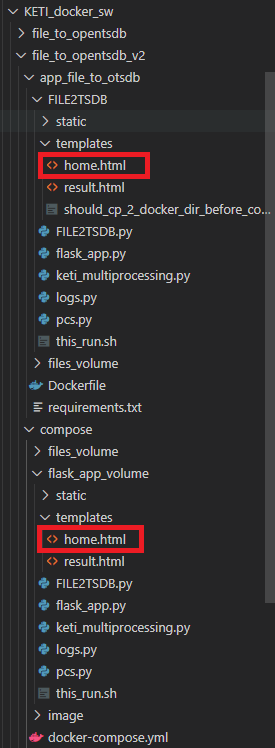 KETI_docker_sw
file_to_opentsdb
file_to_opentsdb_v2
app_file_to_otsdb
FILE2TSDB
static
templates
home.html
result.html
should_cp_2_docker_dir_before_co...
FILE2TSDB.py
flask_app.py
keti_multiprocessing.py
logs.py
pcs.py
this_run.sh
files_volume
Dockerfile
requirements.txt
compose
files_volume
flask_app_volume
static
templates
home.html
result.html
FILE2TSDB.py
flask_app.py
keti_multiprocessing.py
logs.py
pcs.py
this_run.sh
image
docker-compose.yml